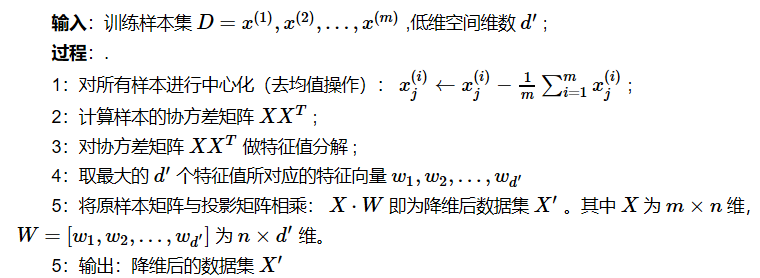 输入：训练样本集 D = x^{(1)}, x^{(2)}, ..., x^{(m)} ,低维空间维数 d′ ;
过程：.
1：对所有样本进行中心化（去均值操作）： x_j^{(i)} ← x_j^{(i)} − \frac{1}{m} \sum_{i=1}^{m} x_j^{(i)} ;
2：计算样本的协方差矩阵 XX^T ;
3：对协方差矩阵 XX^T 做特征值分解 ;
4：取最大的 d′ 个特征值所对应的特征向量 w_1, w_2, ..., w_{d′}
5：将原样本矩阵与投影矩阵相乘： X · W 即为降维后数据集 X′ 。其中 X 为 m × n 维，
W = [w_1, w_2, ..., w_{d′}] 为 n × d′ 维。
5：输出：降维后的数据集 X′